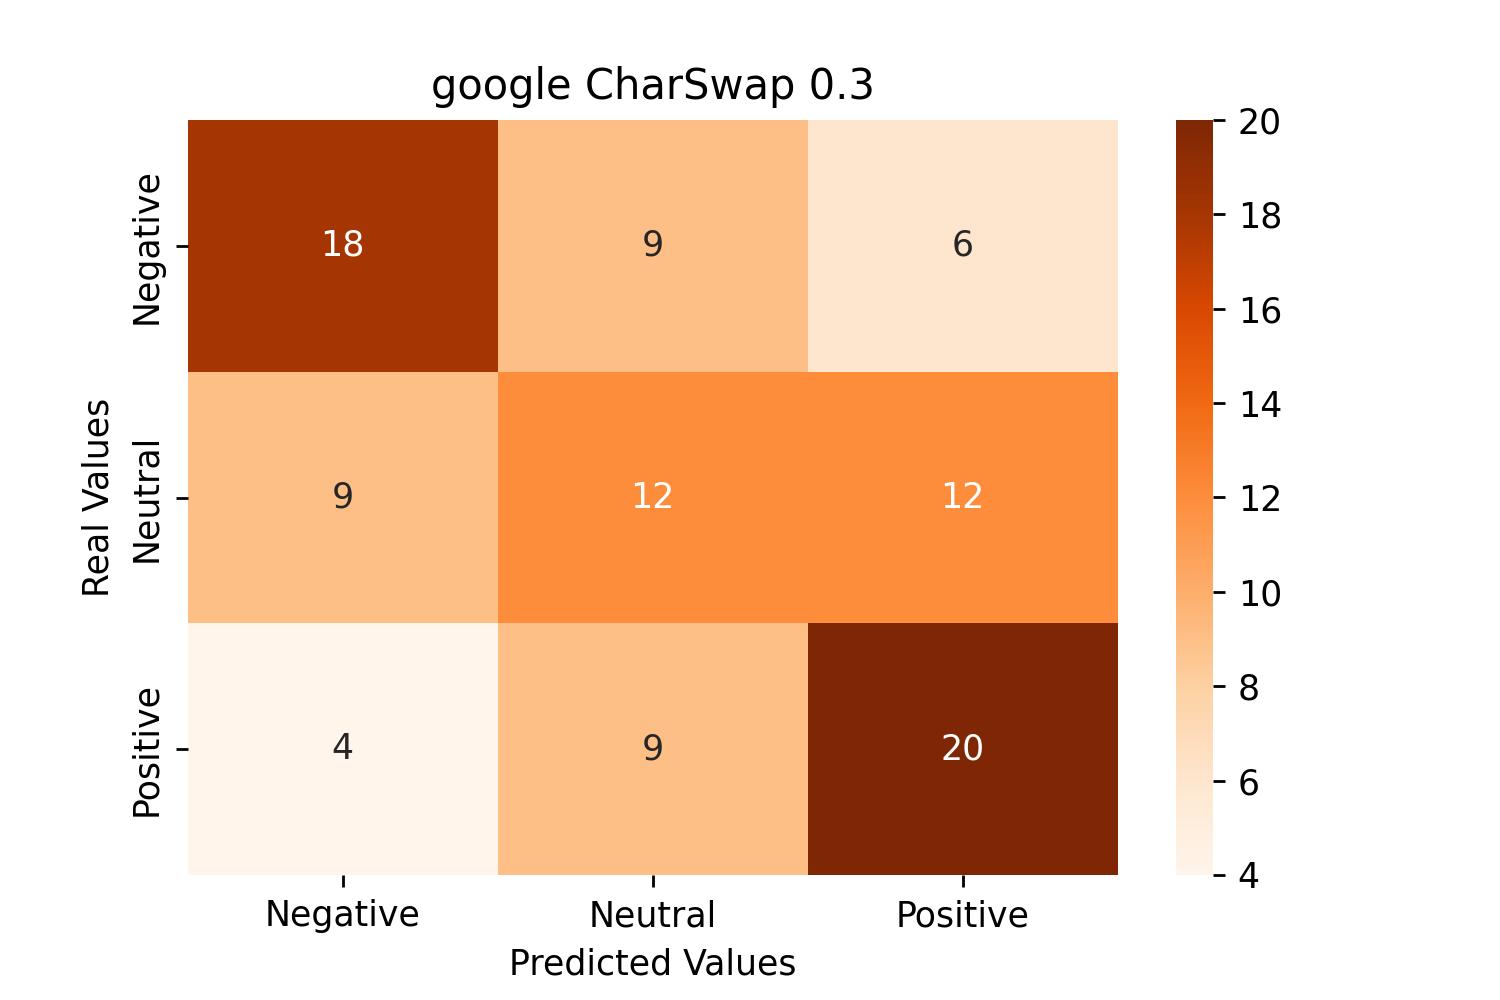 google CharSwap 0.3
Real Values
Negative
18 9 6
Neutral
9 12 12
Positive
4 9 20
Negative Neutral Positive
Predicted Values
20
18
16
14
12
10
8
6
4